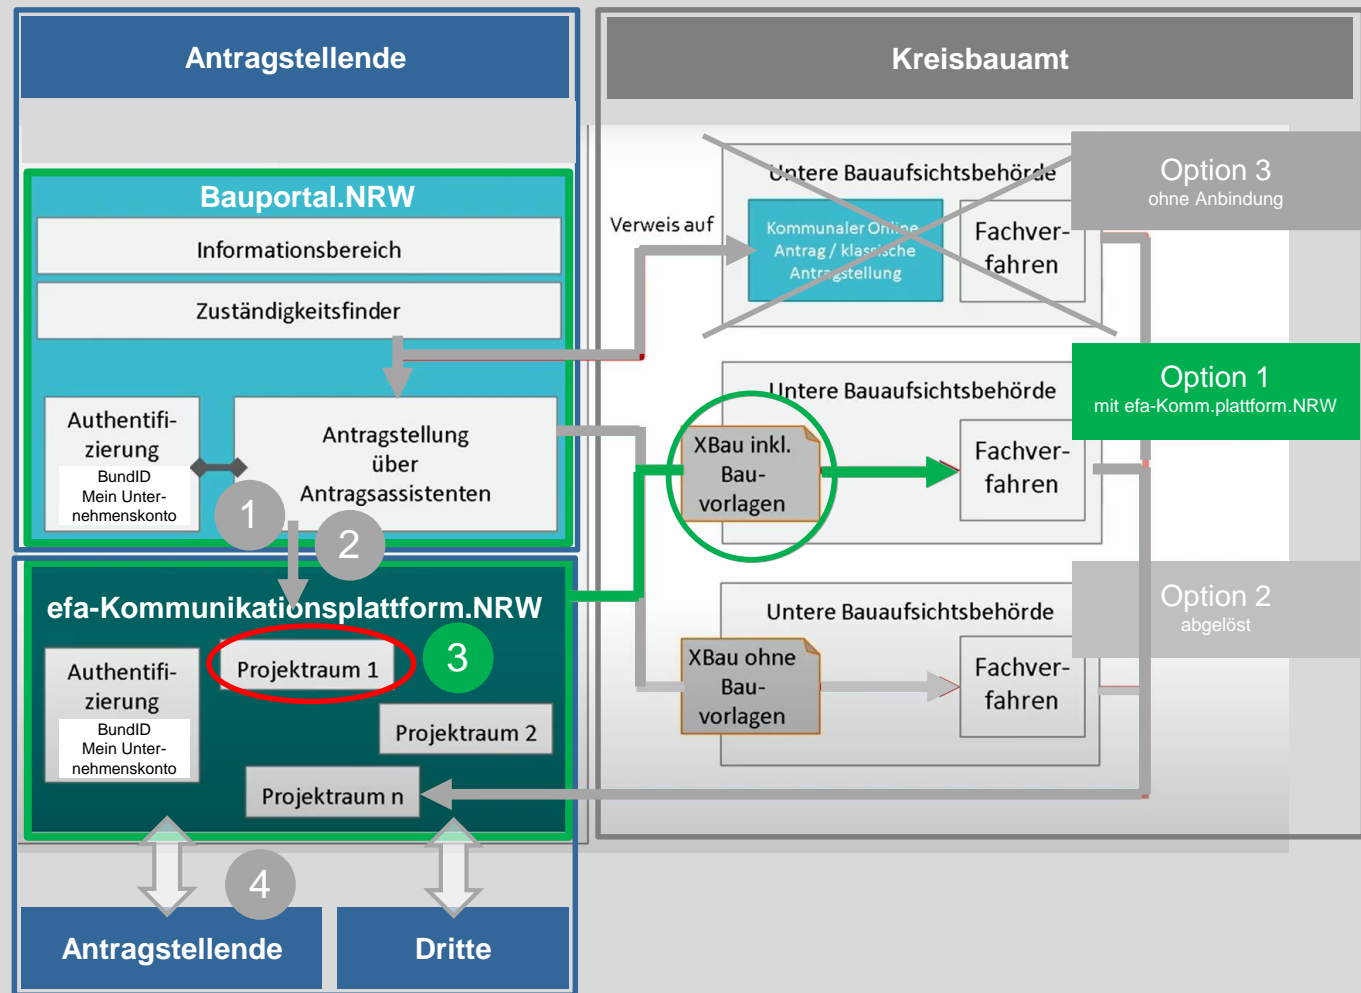 Antragstellende
Kreisbauamt
Bauportal.NRW
Informationsbereich
Zuständigkeitsfinder
Authentifi-
zierung
BundID
Mein Unter-
nehmenskonto
Antragstellung
über
Antragsassistenten
1
2
efa-Kommunikationsplattform.NRW
Projektraum 1
3
Authentifi-
zierung
BundID
Mein Unter-
nehmenskonto
Projektraum 2
Projektraum n
4
Antragstellende
Dritte
Verweis auf
Untere Bauaufsichtsbehörde
Kommunaler Online
Antrag / klassische
Antragstellung
Fachver-
fahren
Option 3
ohne Anbindung
Untere Bauaufsichtsbehörde
XBau inkl.
Bau-
vorlagen
Fachver-
fahren
Option 1
mit efa-Komm.plattform.NRW
Untere Bauaufsichtsbehörde
XBau ohne
Bau-
vorlagen
Fachver-
fahren
Option 2
abgelöst